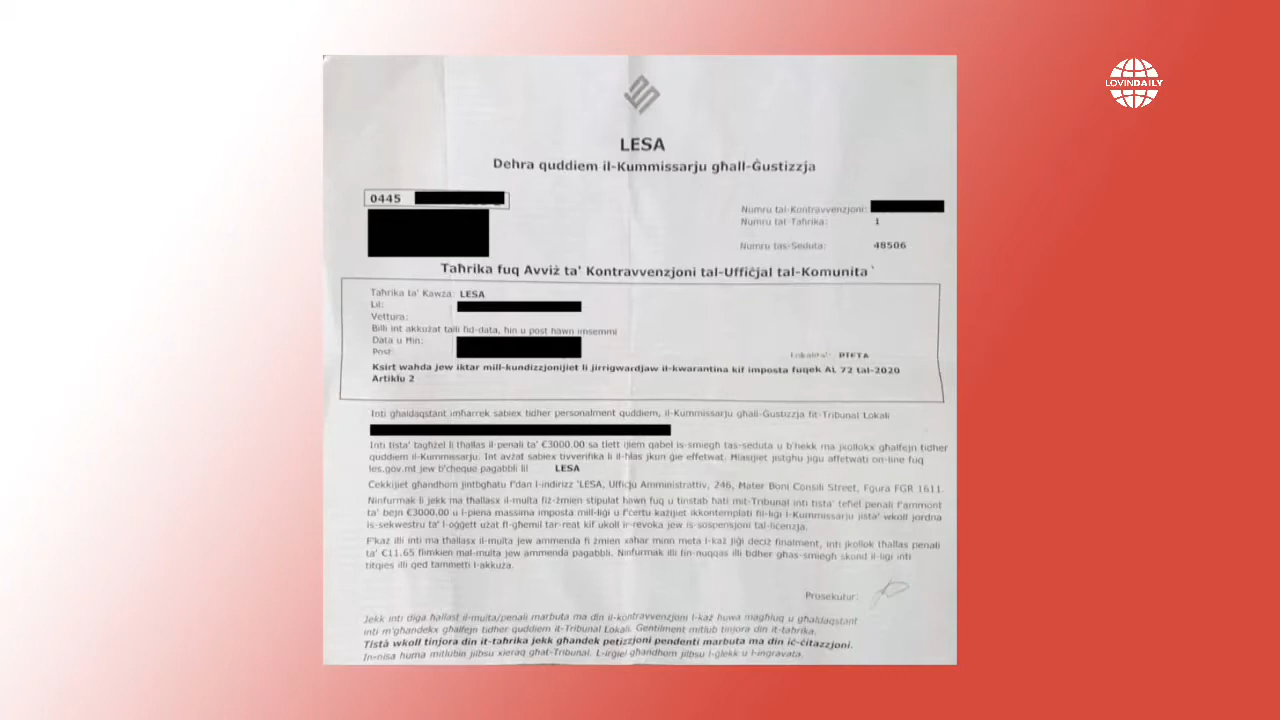 LOVINDAILY
LESA
Dehra quddiem il-Kummissarju għall-Ġustizzja
0445
Numru tal-Kontravvenzjoni:
Numru tat-Taħrika: 1
Numru tas-Seduta: 48506
Taħrika fuq Avviż ta' Kontravvenzjoni tal-Uffiċjal tal-Komunita`
Taħrika ta' Kawża: LESA
Lil:
Vettura:
Billi int akkużat talli fid-data, ħin u post hawn imsemmi
Data u Ħin:
Post:
Lokalita': PIETA
Ksirt waħda jew iktar mill-kundizzjonijiet li jirrigwardjaw il-kwarantina kif imposta fuqek AL 72 tal-2020
Artiklu 2
Inti għaldaqstant imħarrek sabiex tidher personalment quddiem, il-Kummissarju għall-Ġustizzja fit-Tribunal Lokali
Inti tista' tagħżel li tħallas il-penali ta' €3000.00 sa tlett ijiem qabel is-smiegħ tas-seduta u b'hekk ma jkollokx għalfejn tidher
quddiem il-Kummissarju. Int avżat sabiex tivverifika li il-ħlas jkun ġie effetwat. Ħlasijiet jistgħu jiġu affetwati on-line fuq
les.gov.mt jew b'cheque pagabbli lil LESA
Ċekkijiet għandhom jintbgħatu f'dan l-indirizz 'LESA, Uffiċju Amministrattiv, 246, Mater Boni Consili Street, Fgura FGR 1611.
Ninfurmak li jekk ma tħallasx il-multa fiż-żmien stipulat hawn fuq u tinstab ħati mit-Tribunal inti tista' teħel penali f'ammont
ta' bejn €3000.00 u l-piena massima imposta mil-liġi u f'ċertu każijiet ikkontemplati fil-liġi l-Kummissarju jista' wkoll jordna
is-sekwestru ta' l-oġġett użat fl-għemil tar-reat kif ukoll ir-revoka jew is-sospensjoni tal-liċenzja.
F'każ illi inti ma tħallasx il-multa jew ammenda fi żmien xahar minn meta l-każ jiġi deċiż finalment, inti jkollok tħallas penali
ta' €11.65 flimkien mal-multa jew ammenda pagabbli. Ninfurmak illi fin-nuqqas illi tidher għas-smiegħ skond il-liġi inti
titqies illi qed tammetti l-akkuża.
Prosekutur:
Jekk inti diġa ħallast il-multa/penali marbuta ma din il-kontravvenzjoni l-każ huwa magħluq u għaldaqstant
inti m'għandekx għalfejn tidher quddiem it-Tribunal Lokali. Ġentilment mitlub tinjora din it-taħrika.
Tistà wkoll tinjora din it-taħrika jekk għandek petizzjoni pendenti marbuta ma din iċ-ċitazzjoni.
In-nisa huma mitlubin jilbsu xieraq għat-Tribunal. L-irġiel għandhom jilbsu l-ġlekk u l-ingravata.